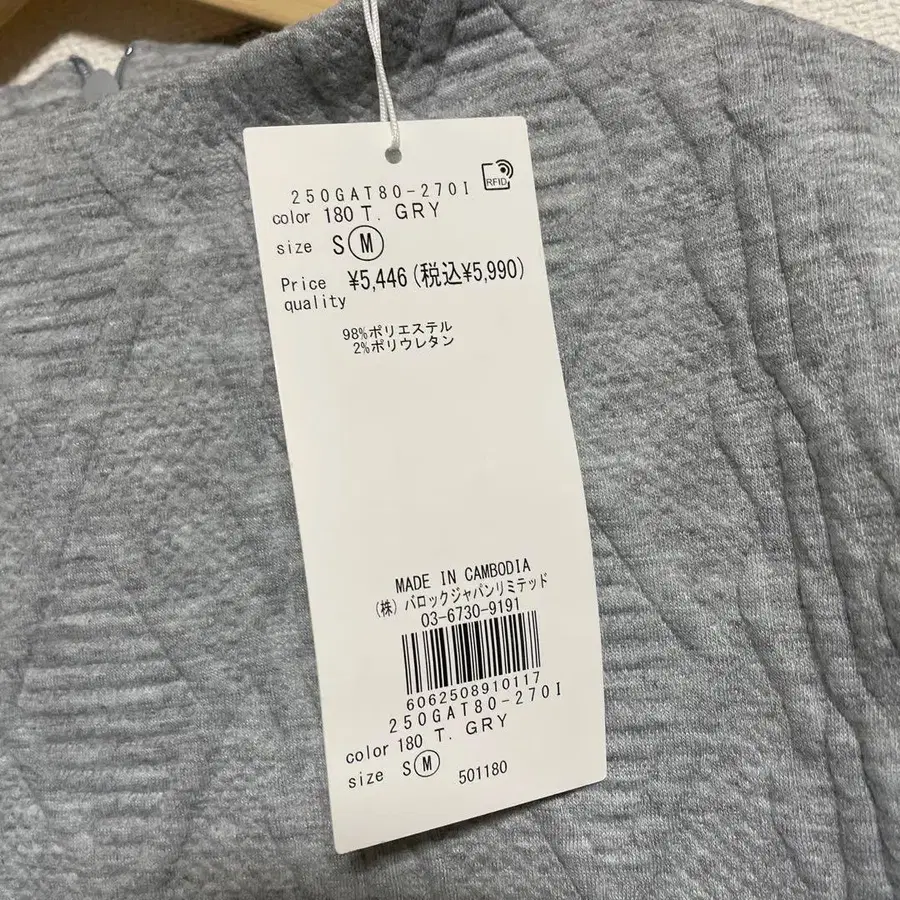 RFID
250GAT80-270I
color 180 T. GRY
size S M
Price ¥5,446(税込¥5,990)
quality
98%ポリエステル
2%ポリウレタン
MADE IN CAMBODIA
(株)バロックジャパンリミテッド
03-6730-9191
6062508910117
250GAT80-270I
color 180 T. GRY
size S M
501180